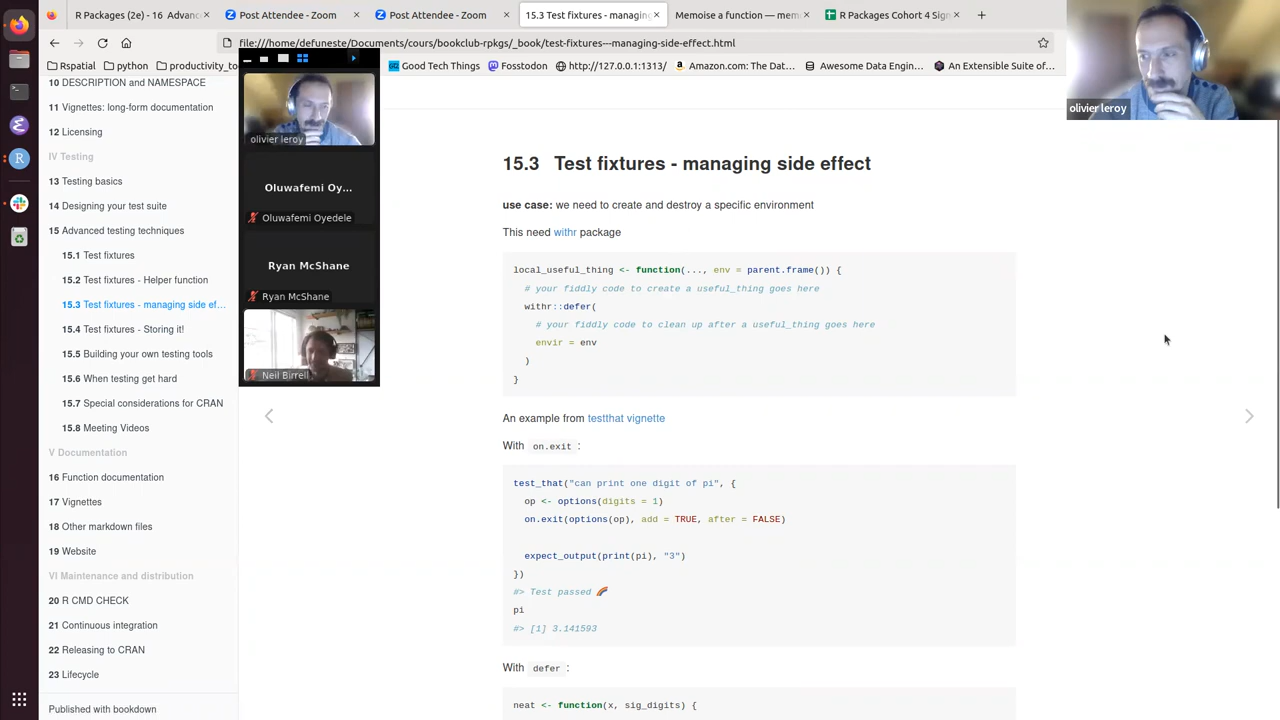 R Packages (2e) - 16 Advanc
Post Attendee - Zoom
Post Attendee - Zoom
15.3 Test fixtures - managing
Memoise a function — mem
R Packages Cohort 4 Sign
file:///home/defuneste/Documents/cours/bookclub-rpkgs/_book/test-fixtures---managing-side-effect.html
Rspatial
python
productivity_to
Good Tech Things
Fosstodon
http://127.0.0.1:1313/
Amazon.com: The Dat...
Awesome Data Engin...
An Extensible Suite of...
olivier leroy
10 DESCRIPTION and NAMESPACE
11 Vignettes: long-form documentation
12 Licensing
IV Testing
13 Testing basics
14 Designing your test suite
15 Advanced testing techniques
15.1 Test fixtures
15.2 Test fixtures - Helper function
15.3 Test fixtures - managing side ef...
15.4 Test fixtures - Storing it!
15.5 Building your own testing tools
15.6 When testing get hard
15.7 Special considerations for CRAN
15.8 Meeting Videos
V Documentation
16 Function documentation
17 Vignettes
18 Other markdown files
19 Website
VI Maintenance and distribution
20 R CMD CHECK
21 Continuous integration
22 Releasing to CRAN
23 Lifecycle
Published with bookdown
olivier leroy
Oluwafemi Oy...
Oluwafemi Oyedele
Ryan McShane
Ryan McShane
Neil Birrell
15.3 Test fixtures - managing side effect
use case: we need to create and destroy a specific environment
This need withr package
local_useful_thing <- function(..., env = parent.frame()) {
# your fiddly code to create a useful_thing goes here
withr::defer(
# your fiddly code to clean up after a useful_thing goes here
envir = env
)
}
An example from testthat vignette
With on.exit :
test_that("can print one digit of pi", {
op <- options(digits = 1)
on.exit(options(op), add = TRUE, after = FALSE)
expect_output(print(pi), "3")
})
#> Test passed 🌈
pi
#> [1] 3.141593
With defer :
neat <- function(x, sig_digits) {